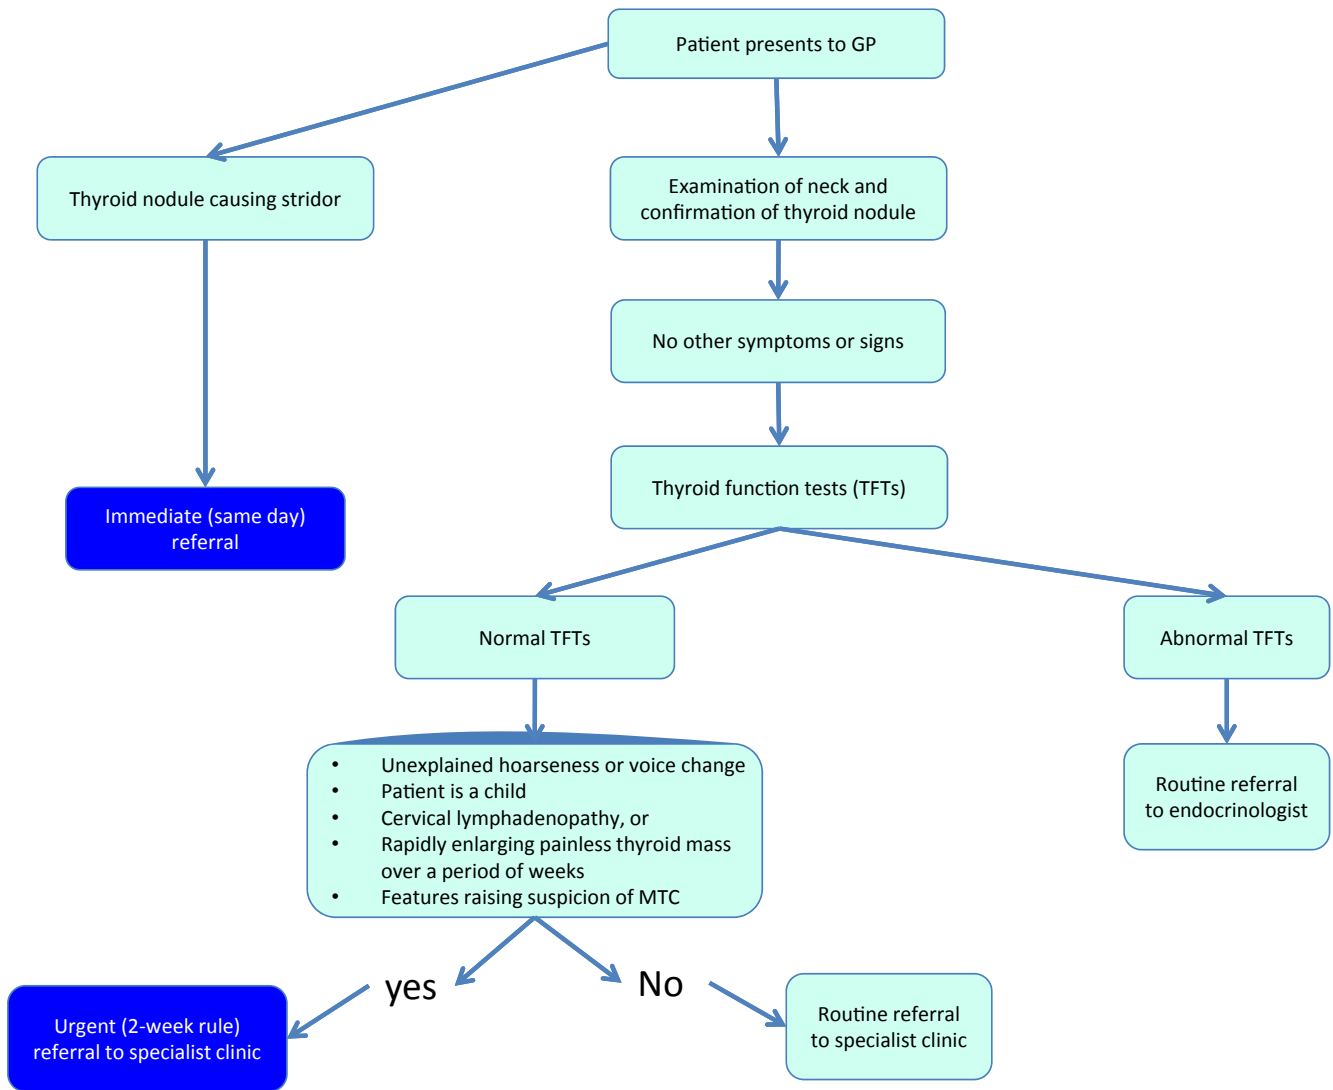 Patient presents to GP
Thyroid nodule causing stridor
Examination of neck and
confirmation of thyroid nodule
No other symptoms or signs
Thyroid function tests (TFTs)
Immediate (same day)
referral
Normal TFTs
Abnormal TFTs
• Unexplained hoarseness or voice change
• Patient is a child
• Cervical lymphadenopathy, or
• Rapidly enlarging painless thyroid mass
over a period of weeks
• Features raising suspicion of MTC
Routine referral
to endocrinologist
yes
No
Urgent (2-week rule)
referral to specialist clinic
Routine referral
to specialist clinic